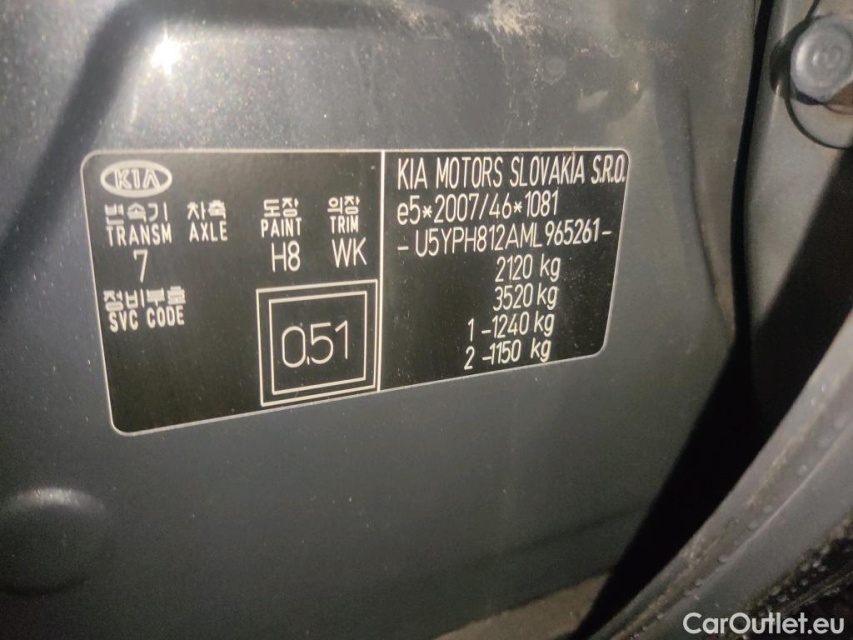 KIA
변속기 차축 도장 의장
TRANSM AXLE PAINT TRIM
7 H8 WK
정비부호
SVC CODE
0.51
KIA MOTORS SLOVAKIA S.R.O.
e5*2007/46*1081
-U5YPH812AML965261-
2120 kg
3520 kg
1 -1240 kg
2 -1150 kg
CarOutlet.eu